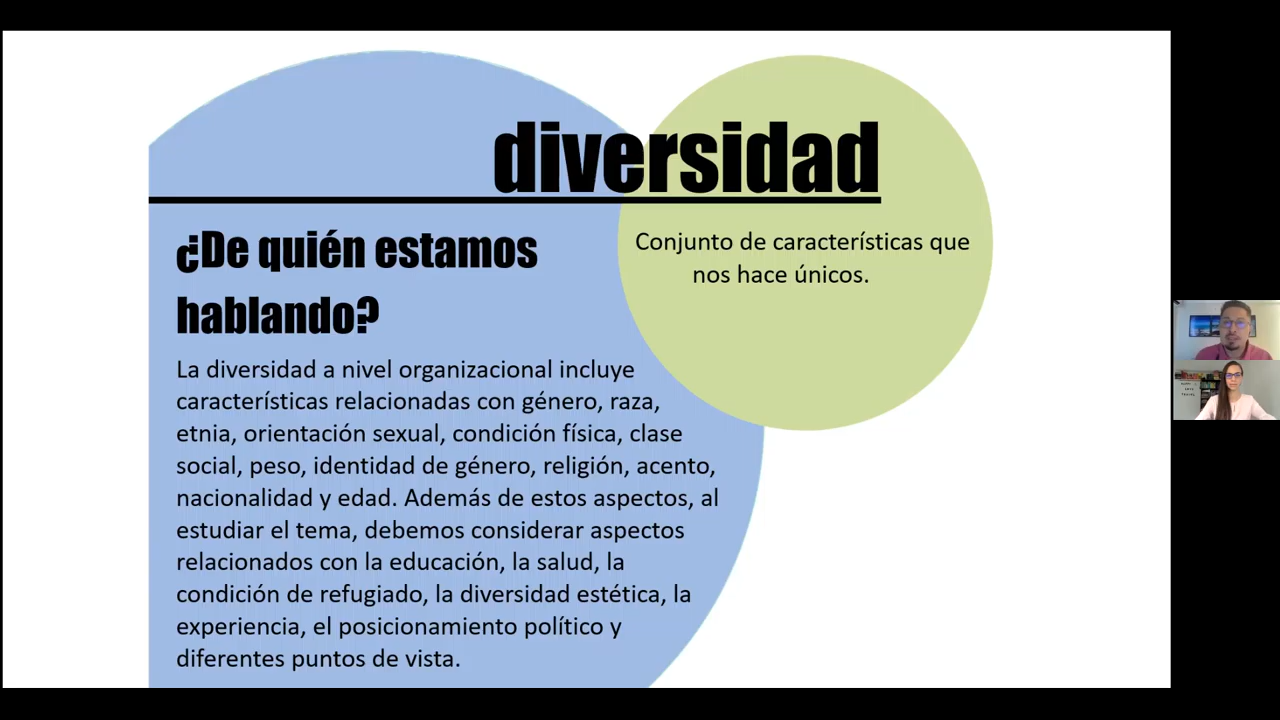 diversidad
¿De quién estamos
hablando?
Conjunto de características que
nos hace únicos.
La diversidad a nivel organizacional incluye
características relacionadas con género, raza,
etnia, orientación sexual, condición física, clase
social, peso, identidad de género, religión, acento,
nacionalidad y edad. Además de estos aspectos, al
estudiar el tema, debemos considerar aspectos
relacionados con la educación, la salud, la
condición de refugiado, la diversidad estética, la
experiencia, el posicionamiento político y
diferentes puntos de vista.